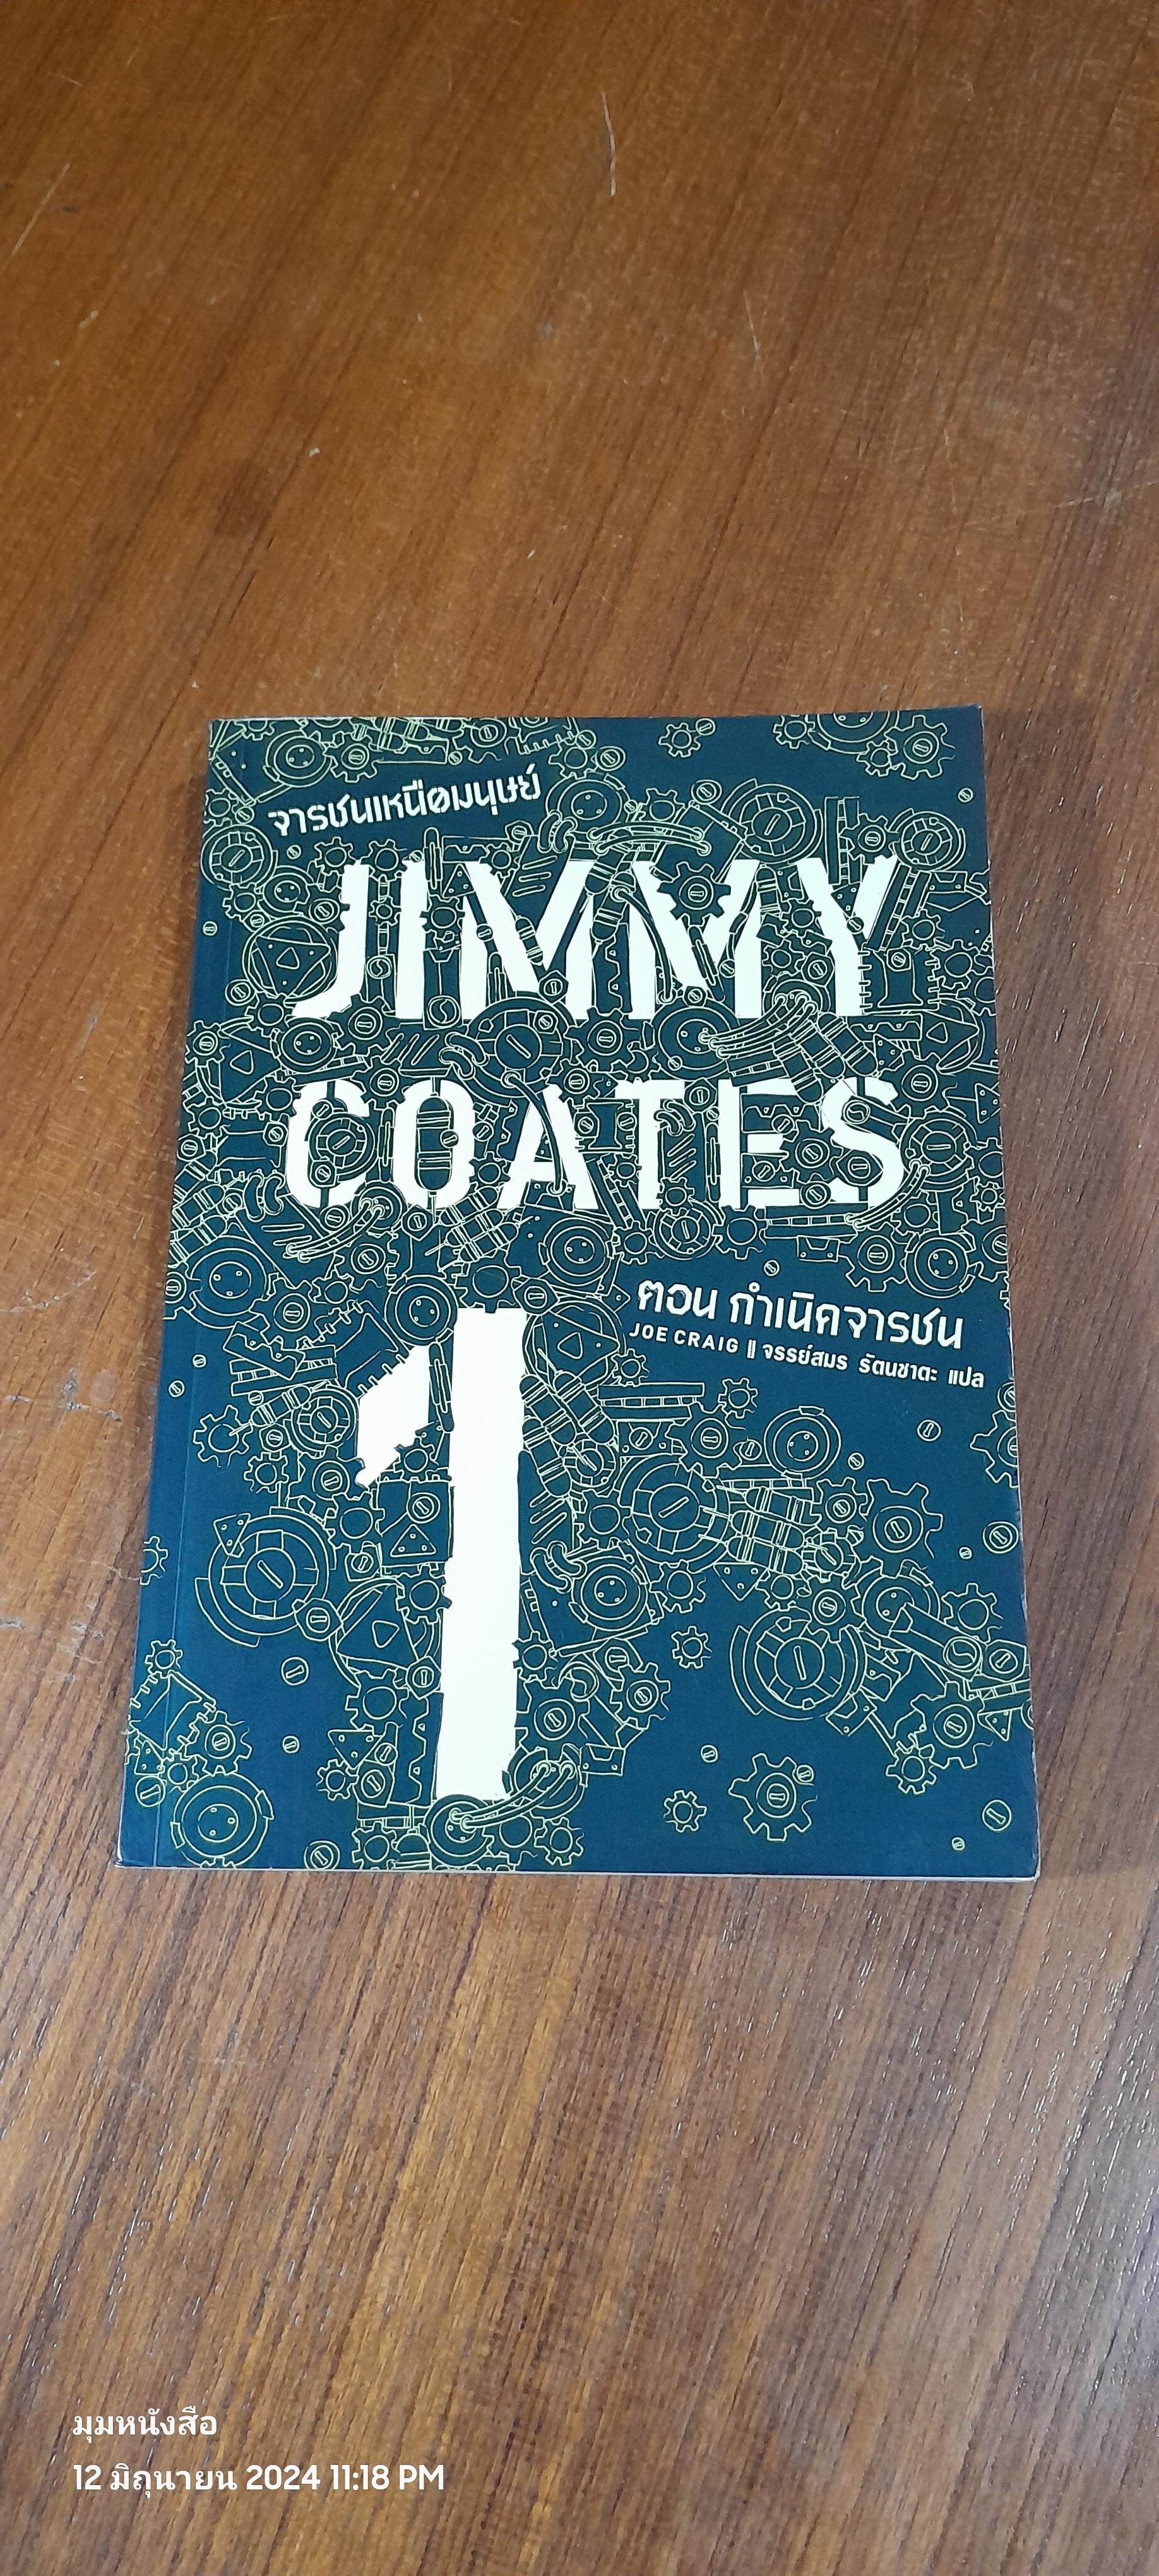 จารชนเหนือมนุษย์
JIMMY
COATES
1
ตอน กำเนิดจารชน
JOE CRAIG || จรรย์สมร รัตนชาตะ แปล
มุมหนังสือ
12 มิถุนายน 2024 11:18 PM